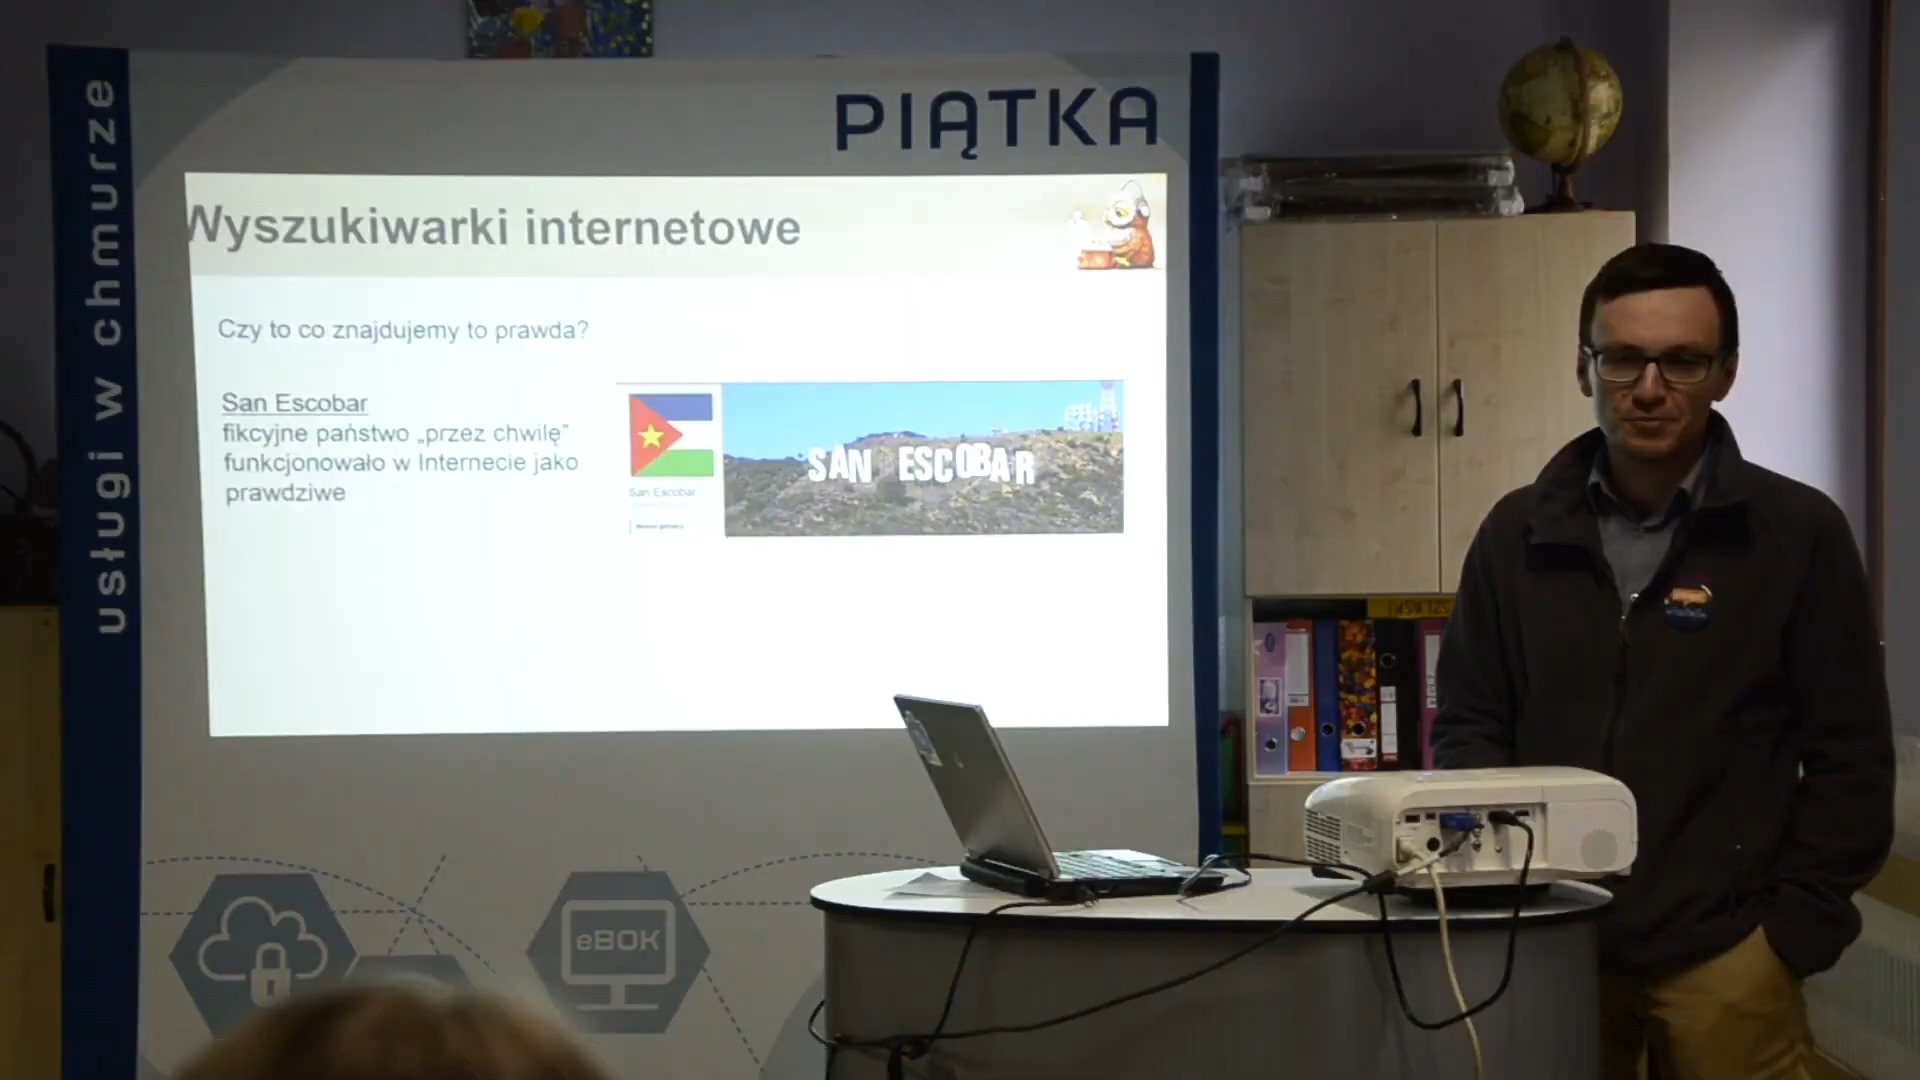 usługi w chmurze
PIĄTKA
Wyszukiwarki internetowe
Czy to co znajdujemy to prawda?
San Escobar
fikcyjne państwo „przez chwilę”
funkcjonowało w Internecie jako
prawdziwe
SAN ESCOBAR
San Escobar
eBOK